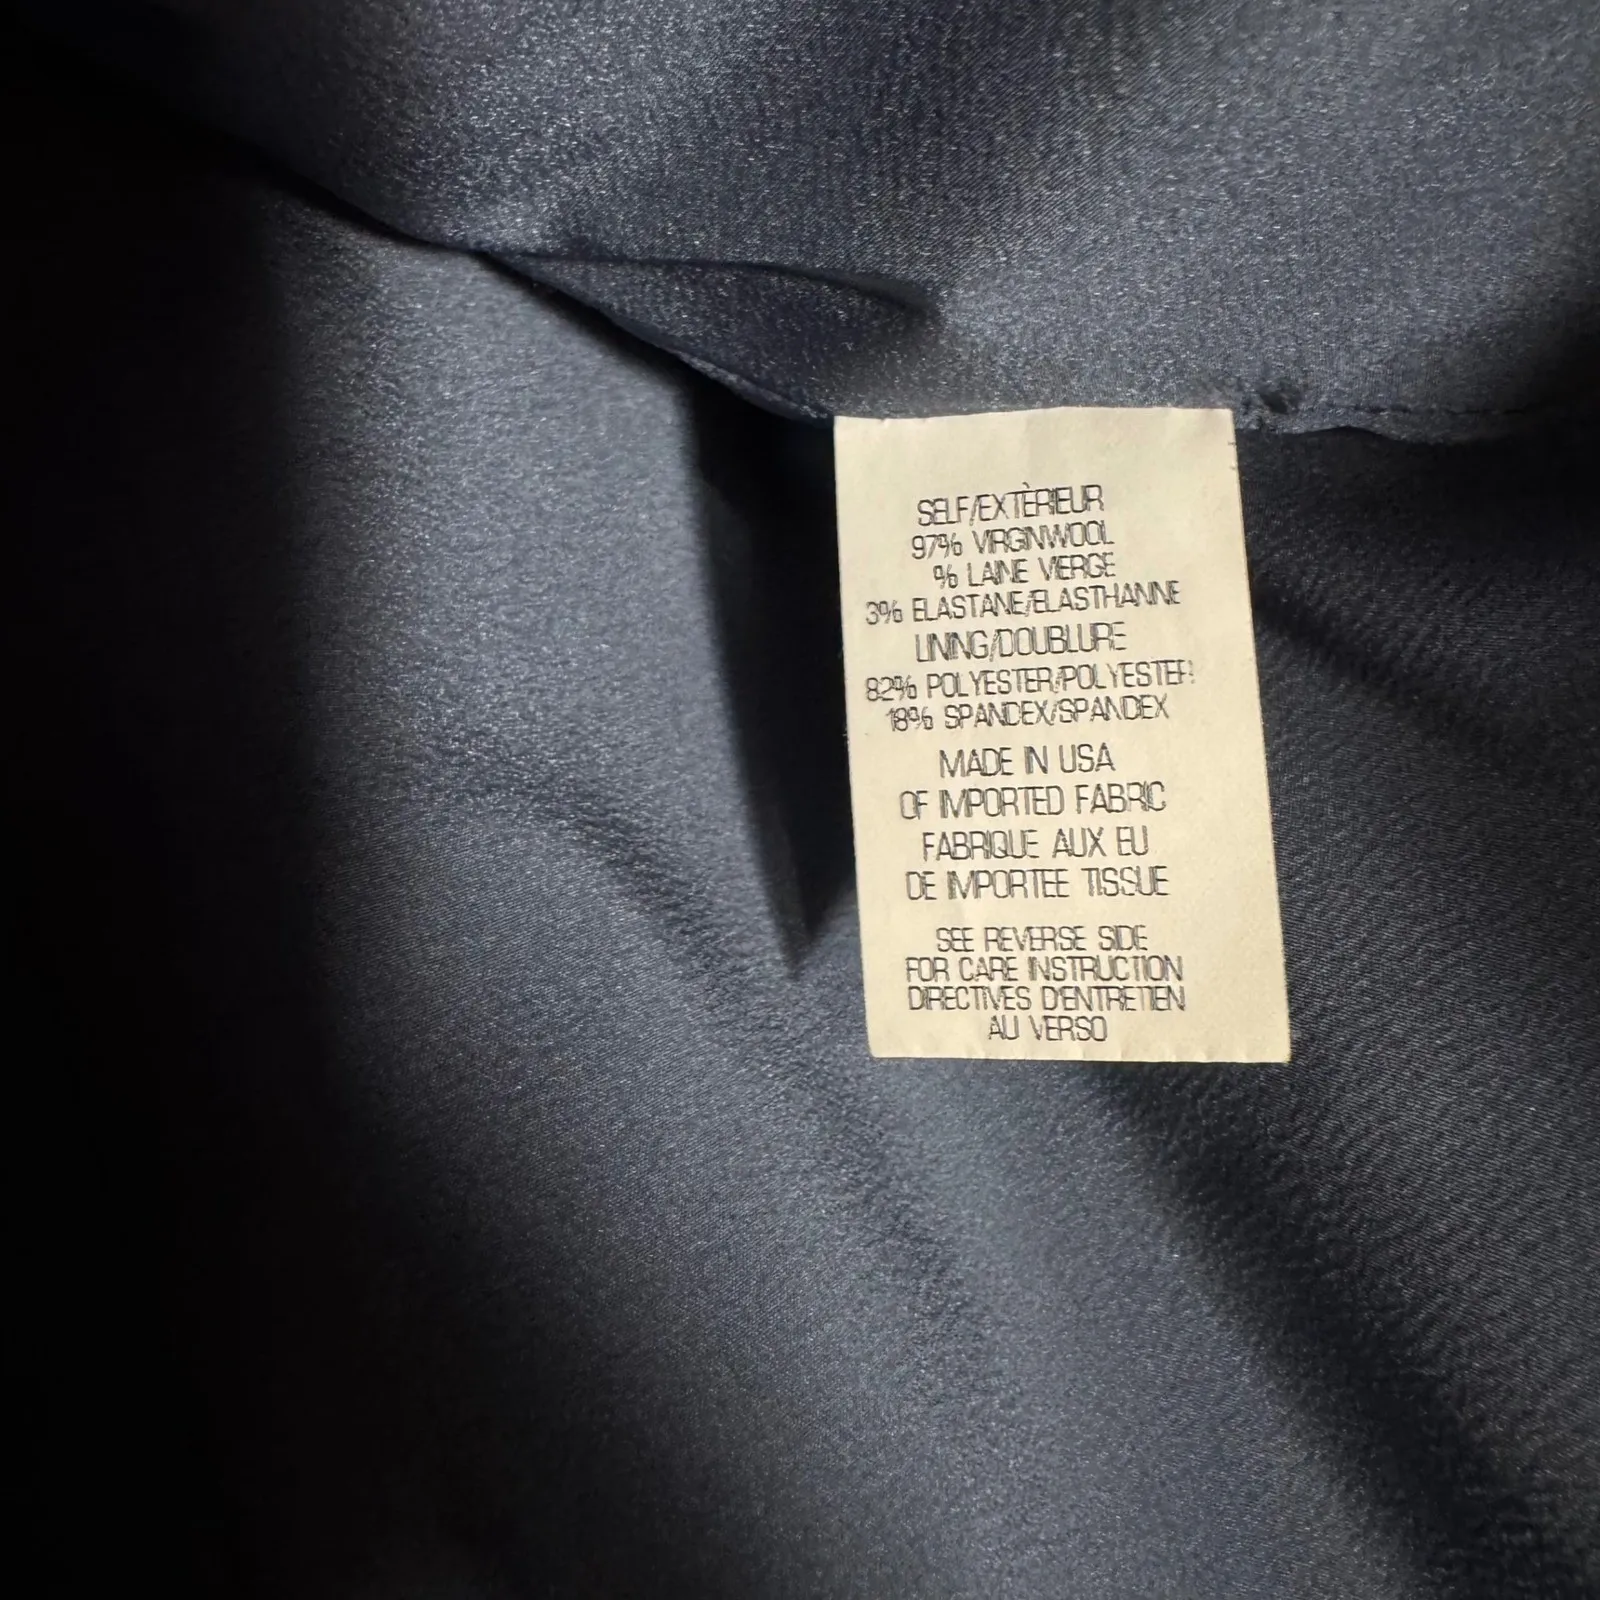 SELF/EXTÈRIEUR
97% VIRGINWOOL
% LAINE VIERGE
3% ELASTANE/ELASTHANNE
LINING/DOUBLURE
82% POLYESTER/POLYESTER
18% SPANDEX/SPANDEX
MADE IN USA
OF IMPORTED FABRIC
FABRIQUE AUX EU
DE IMPORTEE TISSUE
SEE REVERSE SIDE
FOR CARE INSTRUCTION
DIRECTIVES D'ENTRETIEN
AU VERSO